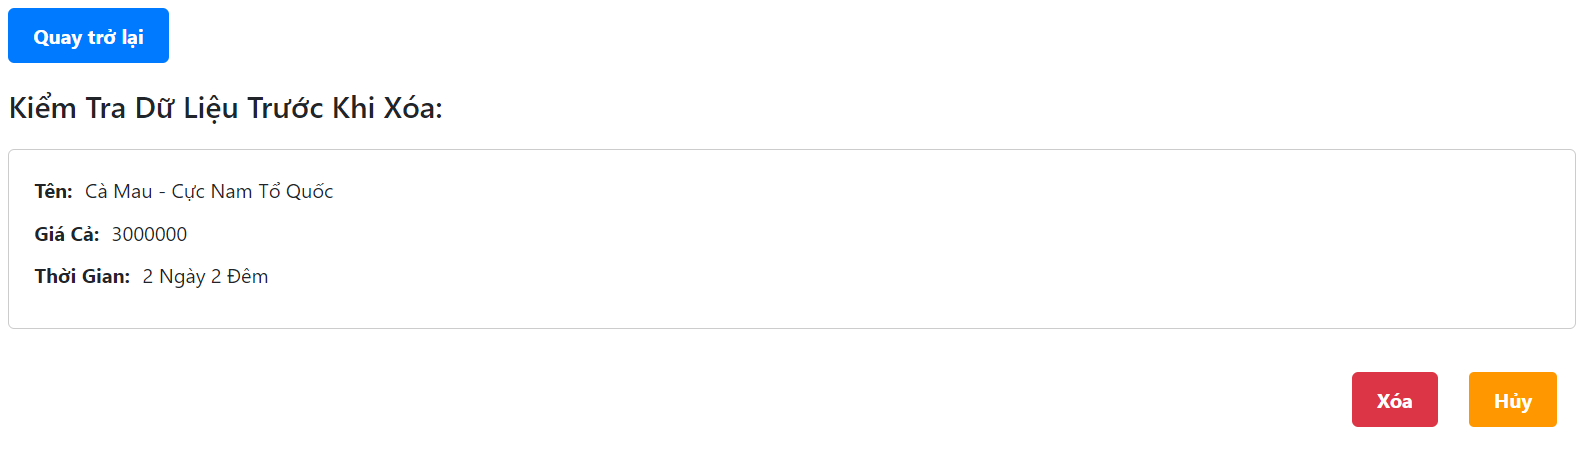 Quay trở lại
Kiểm Tra Dữ Liệu Trước Khi Xóa:
Tên: Cà Mau - Cực Nam Tổ Quốc
Giá Cả: 3000000
Thời Gian: 2 Ngày 2 Đêm
Xóa Hủy